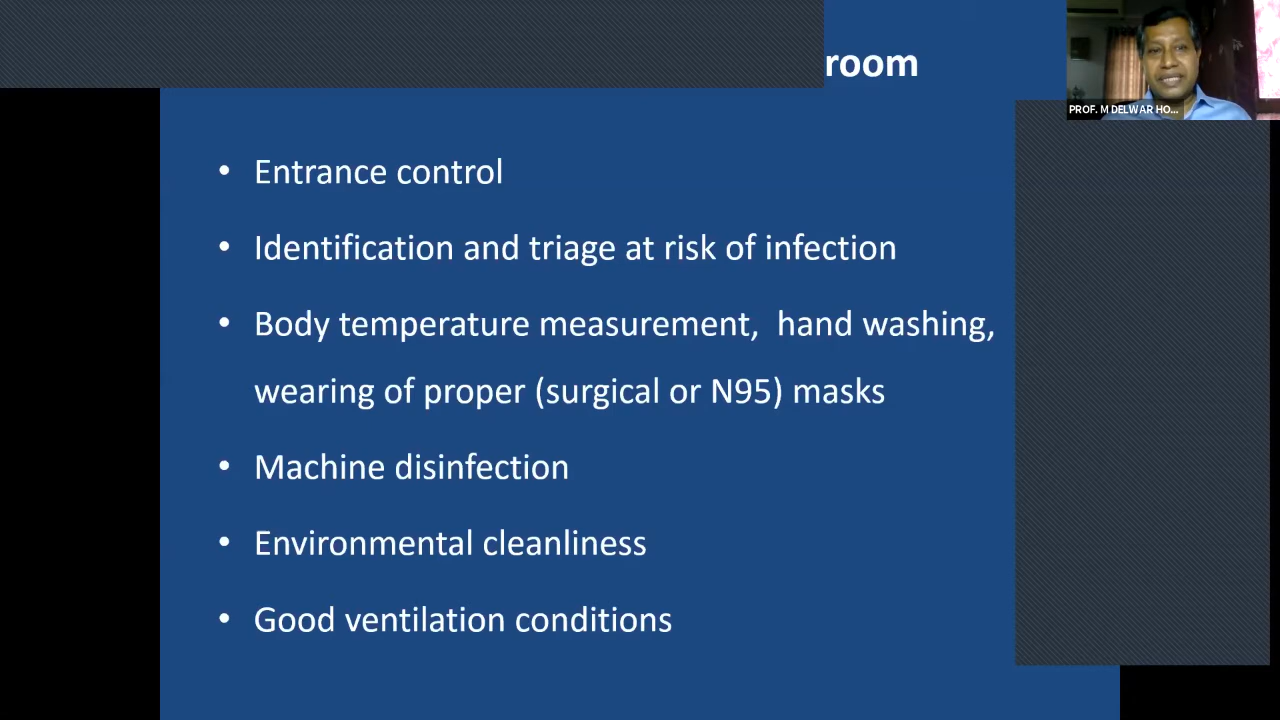 room
PROF. M DELWAR HO...
• Entrance control
• Identification and triage at risk of infection
• Body temperature measurement,  hand washing,
wearing of proper (surgical or N95) masks
• Machine disinfection
• Environmental cleanliness
• Good ventilation conditions